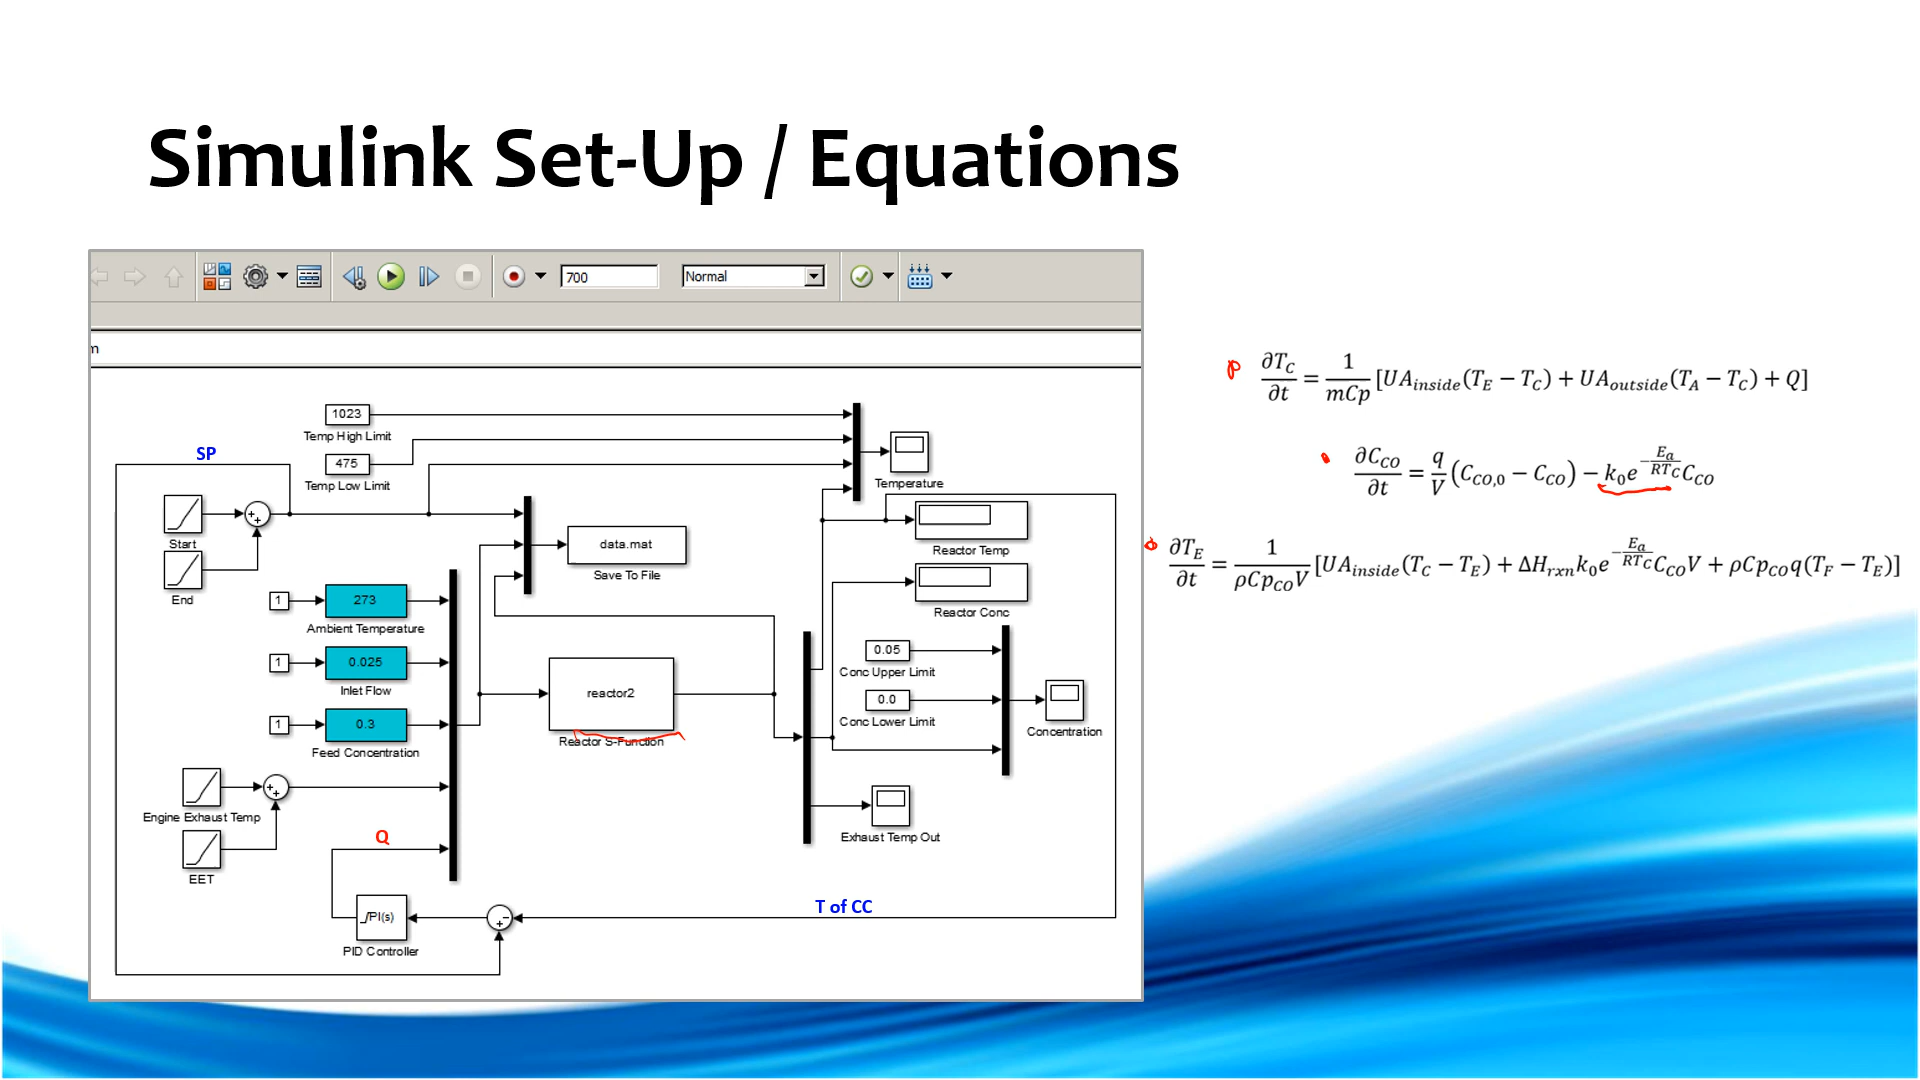 Simulink Set-Up / Equations
700
Normal
m
1023
Temp High Limit
475
Temp Low Limit
SP
Temperature
Start
End
data.mat
Save To File
Reactor Temp
Reactor Conc
1
273
Ambient Temperature
1
0.025
Inlet Flow
1
0.3
Feed Concentration
reactor2
Reactor S-Function
0.05
Conc Upper Limit
0.0
Conc Lower Limit
Concentration
Engine Exhaust Temp
EET
Exhaust Temp Out
Q
PI(s)
PID Controller
T of CC
∂T_C/∂t = 1/mCp [UA_inside(T_E − T_C) + UA_outside(T_A − T_C) + Q]
∂C_CO/∂t = q/V (C_CO,0 − C_CO) − k_0 e^(−E_a/RT_C) C_CO
∂T_E/∂t = 1/ρCp_CO V [UA_inside(T_C − T_E) + ΔH_rxn k_0 e^(−E_a/RT_C) C_CO V + ρCp_CO q(T_F − T_E)]